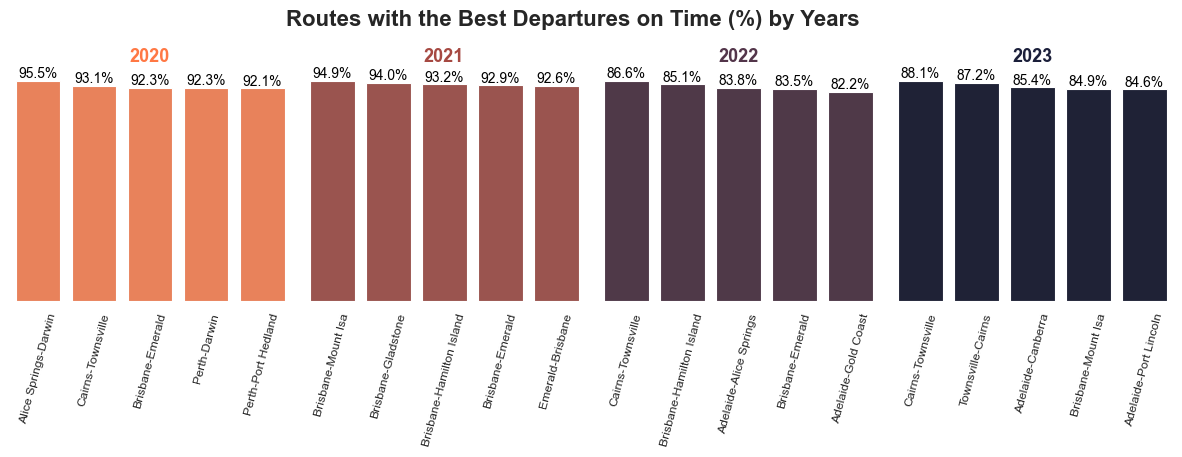 Routes with the Best Departures on Time (%) by Years
2020
95.5%
93.1%
92.3%
92.3%
92.1%
Alice Springs-Darwin
Cairns-Townsville
Brisbane-Emerald
Perth-Darwin
Perth-Port Hedland
2021
94.9%
94.0%
93.2%
92.9%
92.6%
Brisbane-Mount Isa
Brisbane-Gladstone
Brisbane-Hamilton Island
Brisbane-Emerald
Emerald-Brisbane
2022
86.6%
85.1%
83.8%
83.5%
82.2%
Cairns-Townsville
Brisbane-Hamilton Island
Adelaide-Alice Springs
Brisbane-Emerald
Adelaide-Gold Coast
2023
88.1%
87.2%
85.4%
84.9%
84.6%
Cairns-Townsville
Townsville-Cairns
Adelaide-Canberra
Brisbane-Mount Isa
Adelaide-Port Lincoln